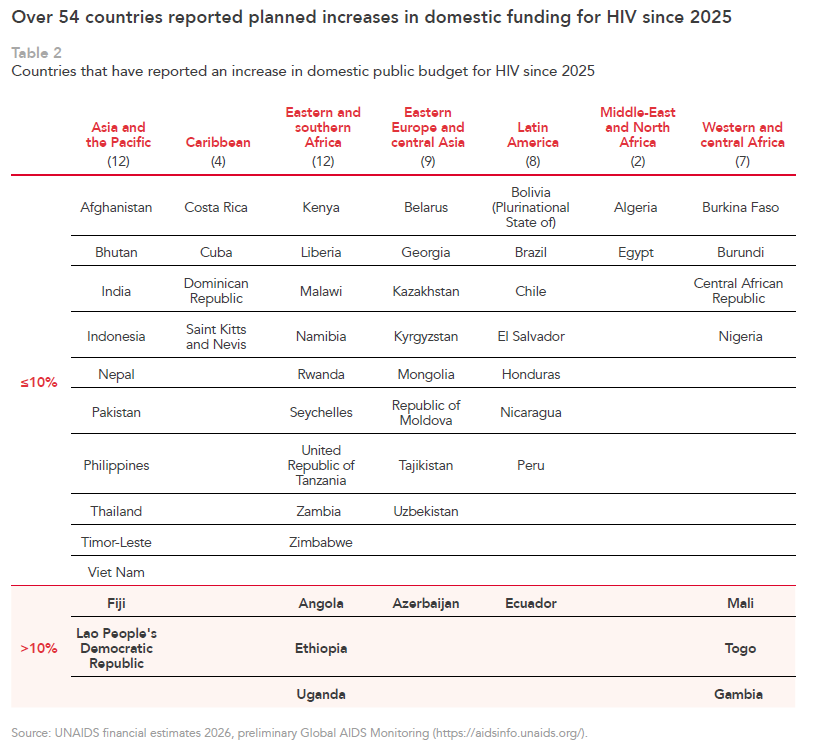 Over 54 countries reported planned increases in domestic funding for HIV since 2025
Table 2
Countries that have reported an increase in domestic public budget for HIV since 2025
Asia and
the Pacific
(12)
Caribbean
(4)
Eastern and
southern
Africa
(12)
Eastern
Europe and
central Asia
(9)
Latin
America
(8)
Middle-East
and North
Africa
(2)
Western and
central Africa
(7)
≤10%
Afghanistan
Costa Rica
Kenya
Belarus
Bolivia
(Plurinational
State of)
Algeria
Burkina Faso
Bhutan
Cuba
Liberia
Georgia
Brazil
Egypt
Burundi
India
Dominican
Republic
Malawi
Kazakhstan
Chile
Central African
Republic
Indonesia
Saint Kitts
and Nevis
Namibia
Kyrgyzstan
El Salvador
Nigeria
Nepal
Rwanda
Mongolia
Honduras
Pakistan
Seychelles
Republic of
Moldova
Nicaragua
Philippines
United
Republic of
Tanzania
Tajikistan
Peru
Thailand
Zambia
Uzbekistan
Timor-Leste
Zimbabwe
Viet Nam
>10%
Fiji
Angola
Azerbaijan
Ecuador
Mali
Lao People's
Democratic
Republic
Ethiopia
Togo
Uganda
Gambia
Source: UNAIDS financial estimates 2026, preliminary Global AIDS Monitoring (https://aidsinfo.unaids.org/).